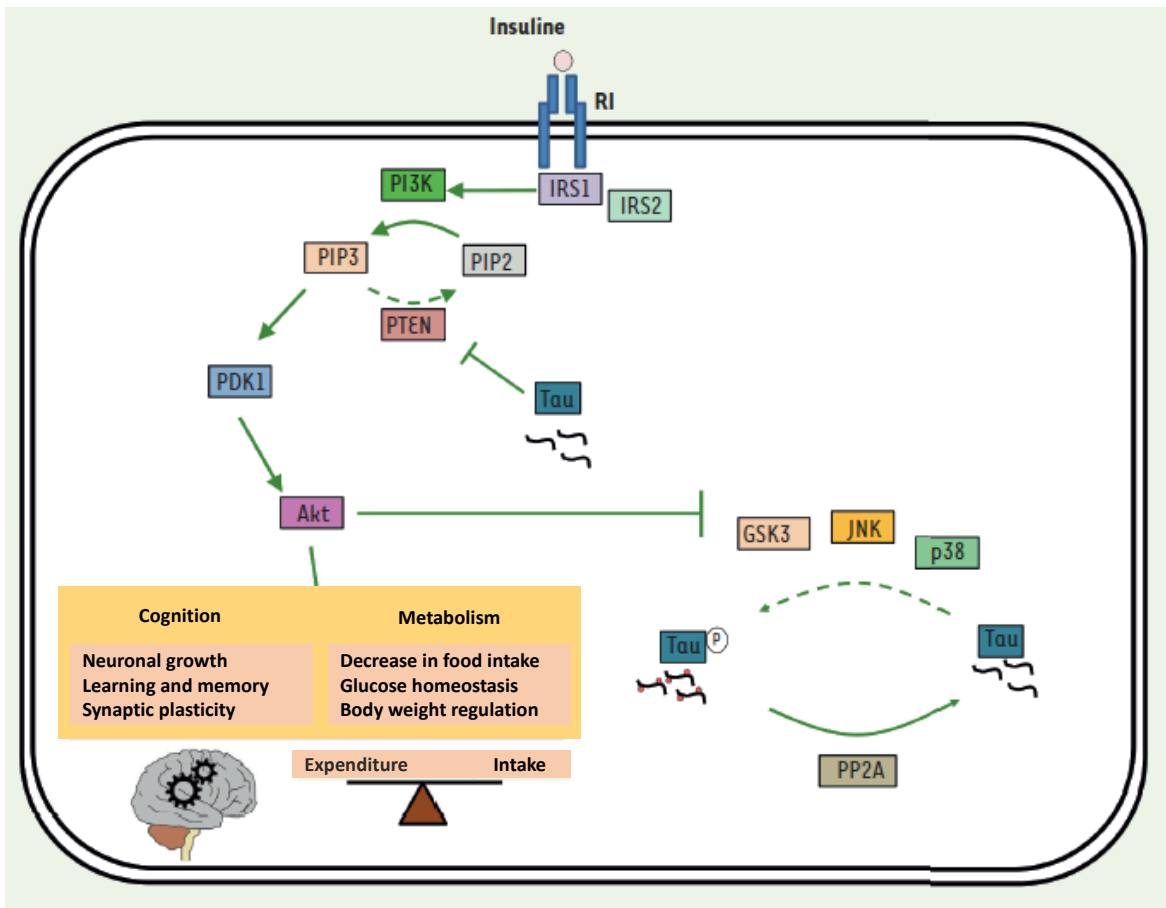 Insuline
RI
PI3K
IRS1
IRS2
PIP3
PIP2
PTEN
PDK1
Tau
Akt
GSK3
JNK
p38
Cognition
Metabolism
Neuronal growth
Learning and memory
Synaptic plasticity
Decrease in food intake
Glucose homeostasis
Body weight regulation
Tau
P
Tau
Expenditure
Intake
PP2A